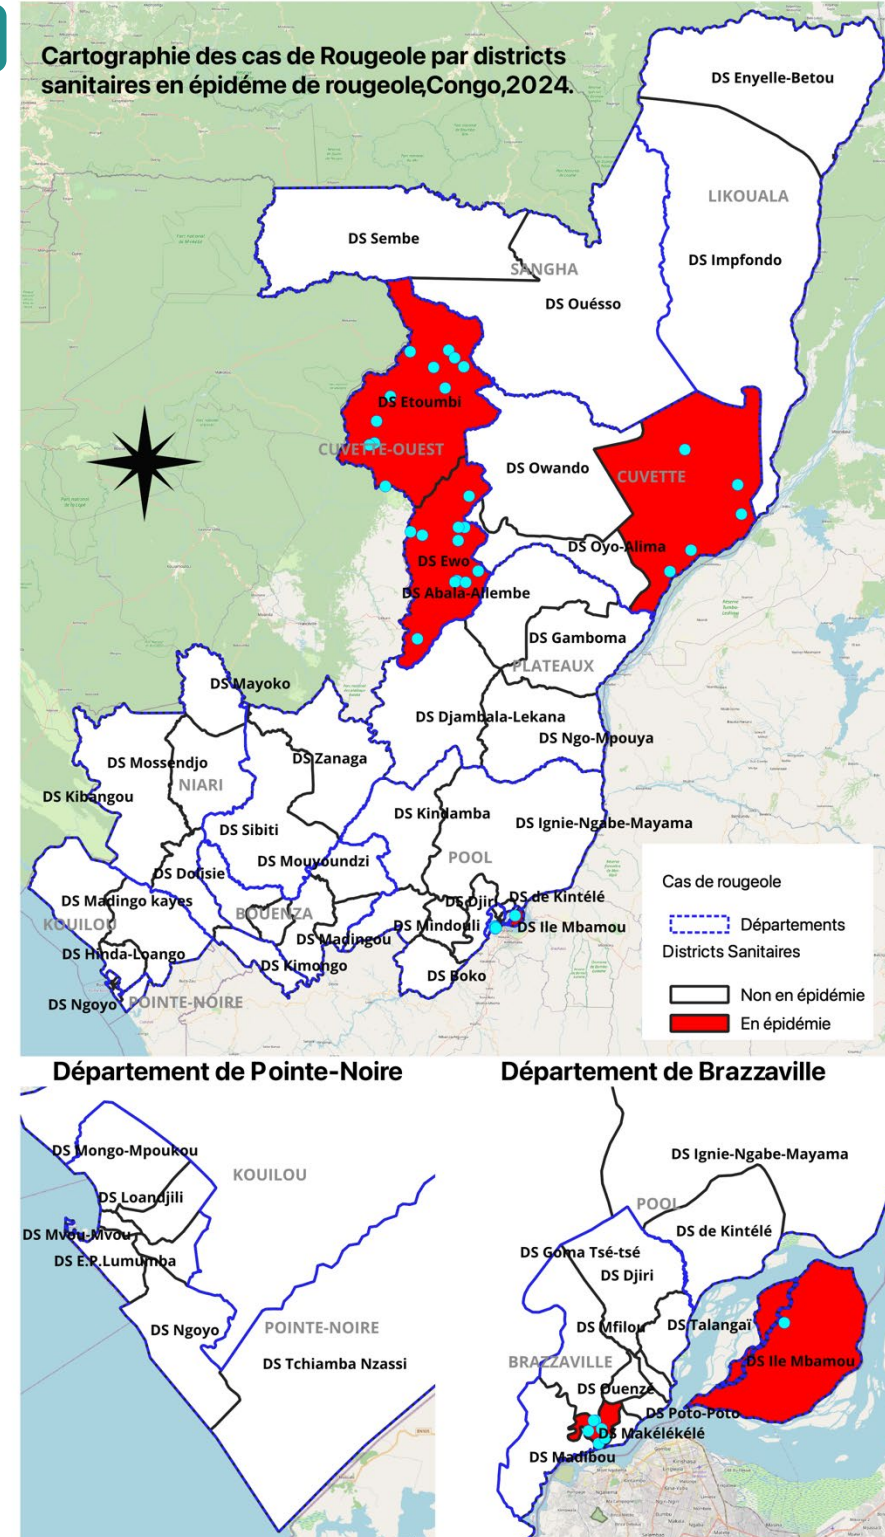 Cartographie des cas de Rougeole par districts
sanitaires en épidéme de rougeole,Congo,2024.
DS Enyelle-Betou
LIKOUALA
DS Sembe
DS Impfondo
SANGHA
DS Ouésso
DS Etoumbi
CUVETTE-OUEST
DS Owando
CUVETTE
DS Oyo-Alima
DS Ewo
DS Abala-Allembe
DS Gamboma
PLATEAUX
DS Mayoko
DS Djambala-Lekana
DS Ngo-Mpouya
DS Zanaga
DS Mossendjo
NIARI
DS Kibangou
DS Kindamba
DS Ignie-Ngabe-Mayama
DS Sibiti
DS Mouyoundzi
POOL
DS Dolisie
DS Madingo kayes
DS Djiri
DS de Kintélé
BOUENZA
KOUILOU
DS Mindouli
DS Ile Mbamou
DS Madingou
DS Hinda-Loango
DS Kimongo
DS Boko
DS Ngoyo
POINTE-NOIRE
Cas de rougeole
Départements
Districts Sanitaires
Non en épidémie
En épidémie
Département de Pointe-Noire
DS Mongo-Mpoukou
KOUILOU
DS Loandjili
DS Mvou-Mvou
DS E.P.Lumumba
DS Ngoyo
POINTE-NOIRE
DS Tchiamba Nzassi
Département de Brazzaville
DS Ignie-Ngabe-Mayama
POOL
DS de Kintélé
DS Goma Tsé-tsé
DS Djiri
DS Mfilou
DS Talangaï
BRAZZAVILLE
DS Ile Mbamou
DS Ouenzé
DS Poto-Poto
DS Makélékélé
DS Madibou